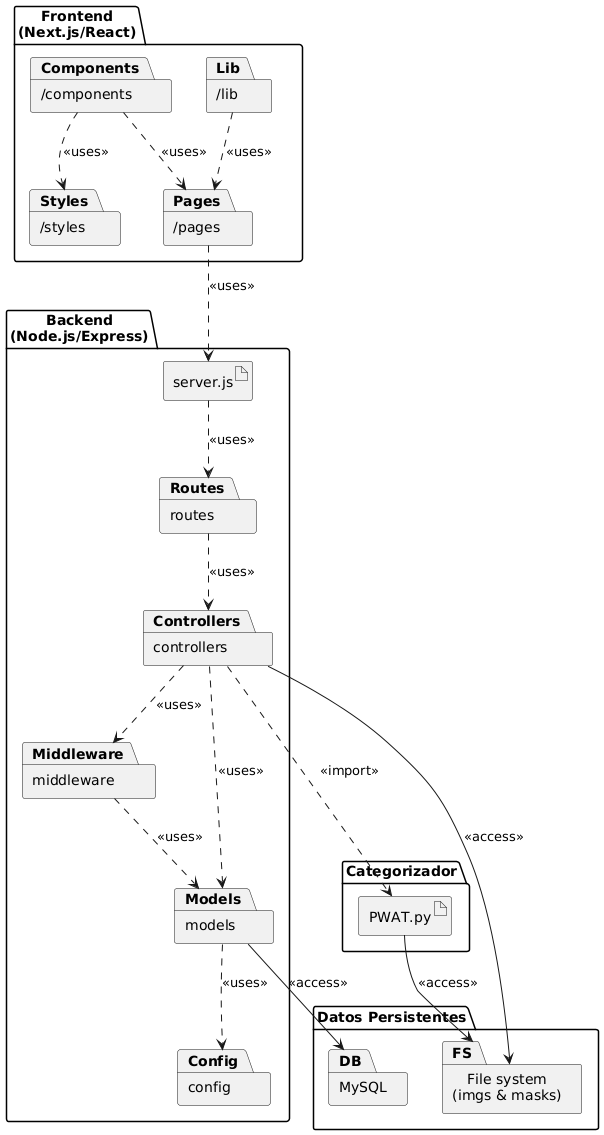 Frontend
(Next.js/React)
Components
/components
Lib
/lib
«uses»
«uses»
«uses»
Styles
/styles
Pages
/pages
«uses»
Backend
(Node.js/Express)
server.js
«uses»
Routes
routes
«uses»
Controllers
controllers
«uses»
Middleware
middleware
«uses»
«import»
«uses»
«access»
Categorizador
PWAT.py
Models
models
«uses»
«access»
«access»
Datos Persistentes
Config
config
DB
MySQL
FS
File system
(imgs & masks)